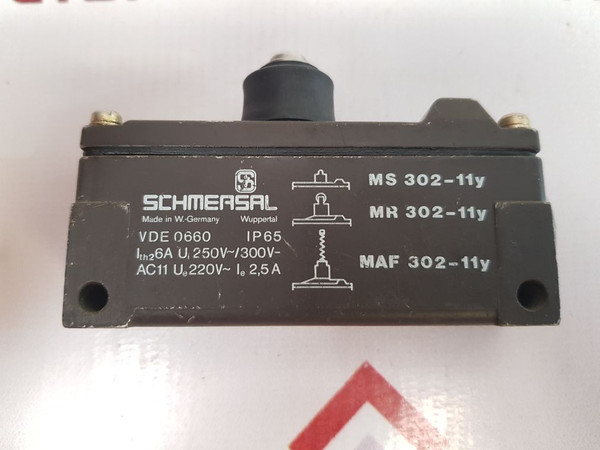 SCHMERSAL
Made in W.-Germany Wuppertal
VDE 0660 IP65
Ith2 6A Ui 250V~/300V-
AC11 Ue 220V~ Ie 2,5A
MS 302-11y
MR 302-11y
MAF 302-11y